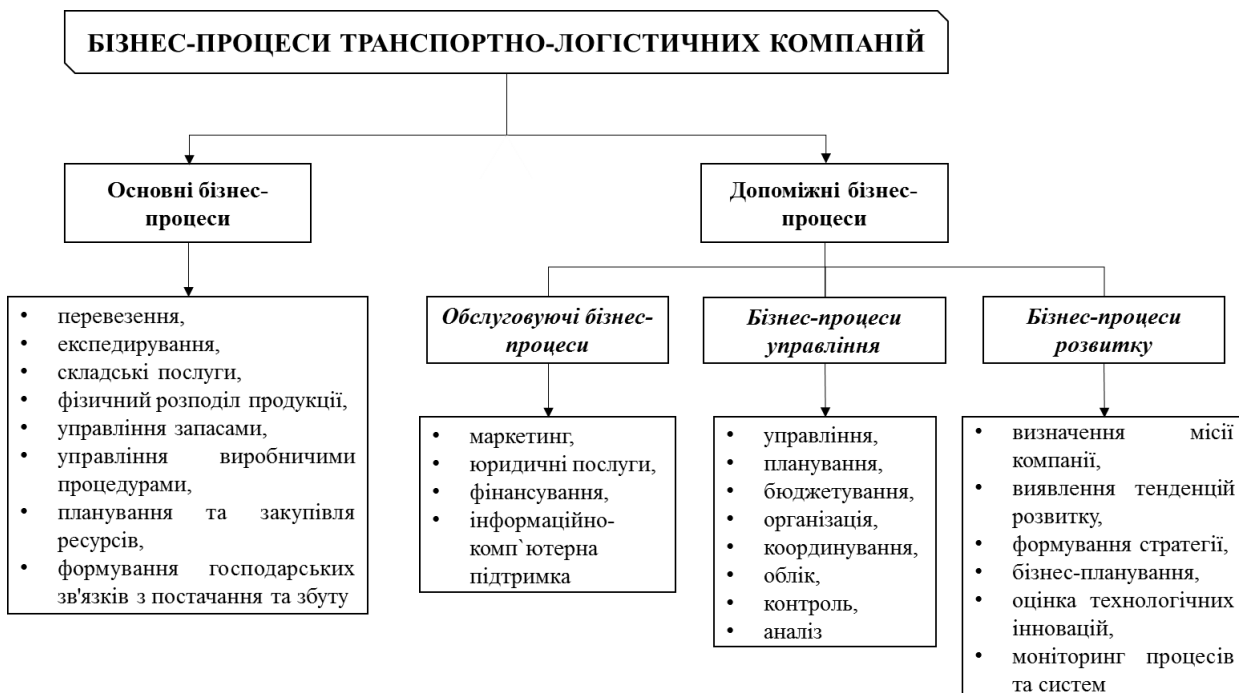 БІЗНЕС-ПРОЦЕСИ ТРАНСПОРТНО-ЛОГІСТИЧНИХ КОМПАНІЙ
Основні бізнес-
процеси
Допоміжні бізнес-
процеси
• перевезення,
• експедирування,
• складські послуги,
• фізичний розподіл продукції,
• управління запасами,
• управління виробничими
процедурами,
• планування та закупівля
ресурсів,
• формування господарських
зв'язків з постачання та збуту
Обслуговуючі бізнес-
процеси
• маркетинг,
• юридичні послуги,
• фінансування,
• інформаційно-
комп`ютерна
підтримка
Бізнес-процеси
управління
• управління,
• планування,
• бюджетування,
• організація,
• координування,
• облік,
• контроль,
• аналіз
Бізнес-процеси
розвитку
• визначення місії
компанії,
• виявлення тенденцій
розвитку,
• формування стратегії,
• бізнес-планування,
• оцінка технологічних
інновацій,
• моніторинг процесів
та систем